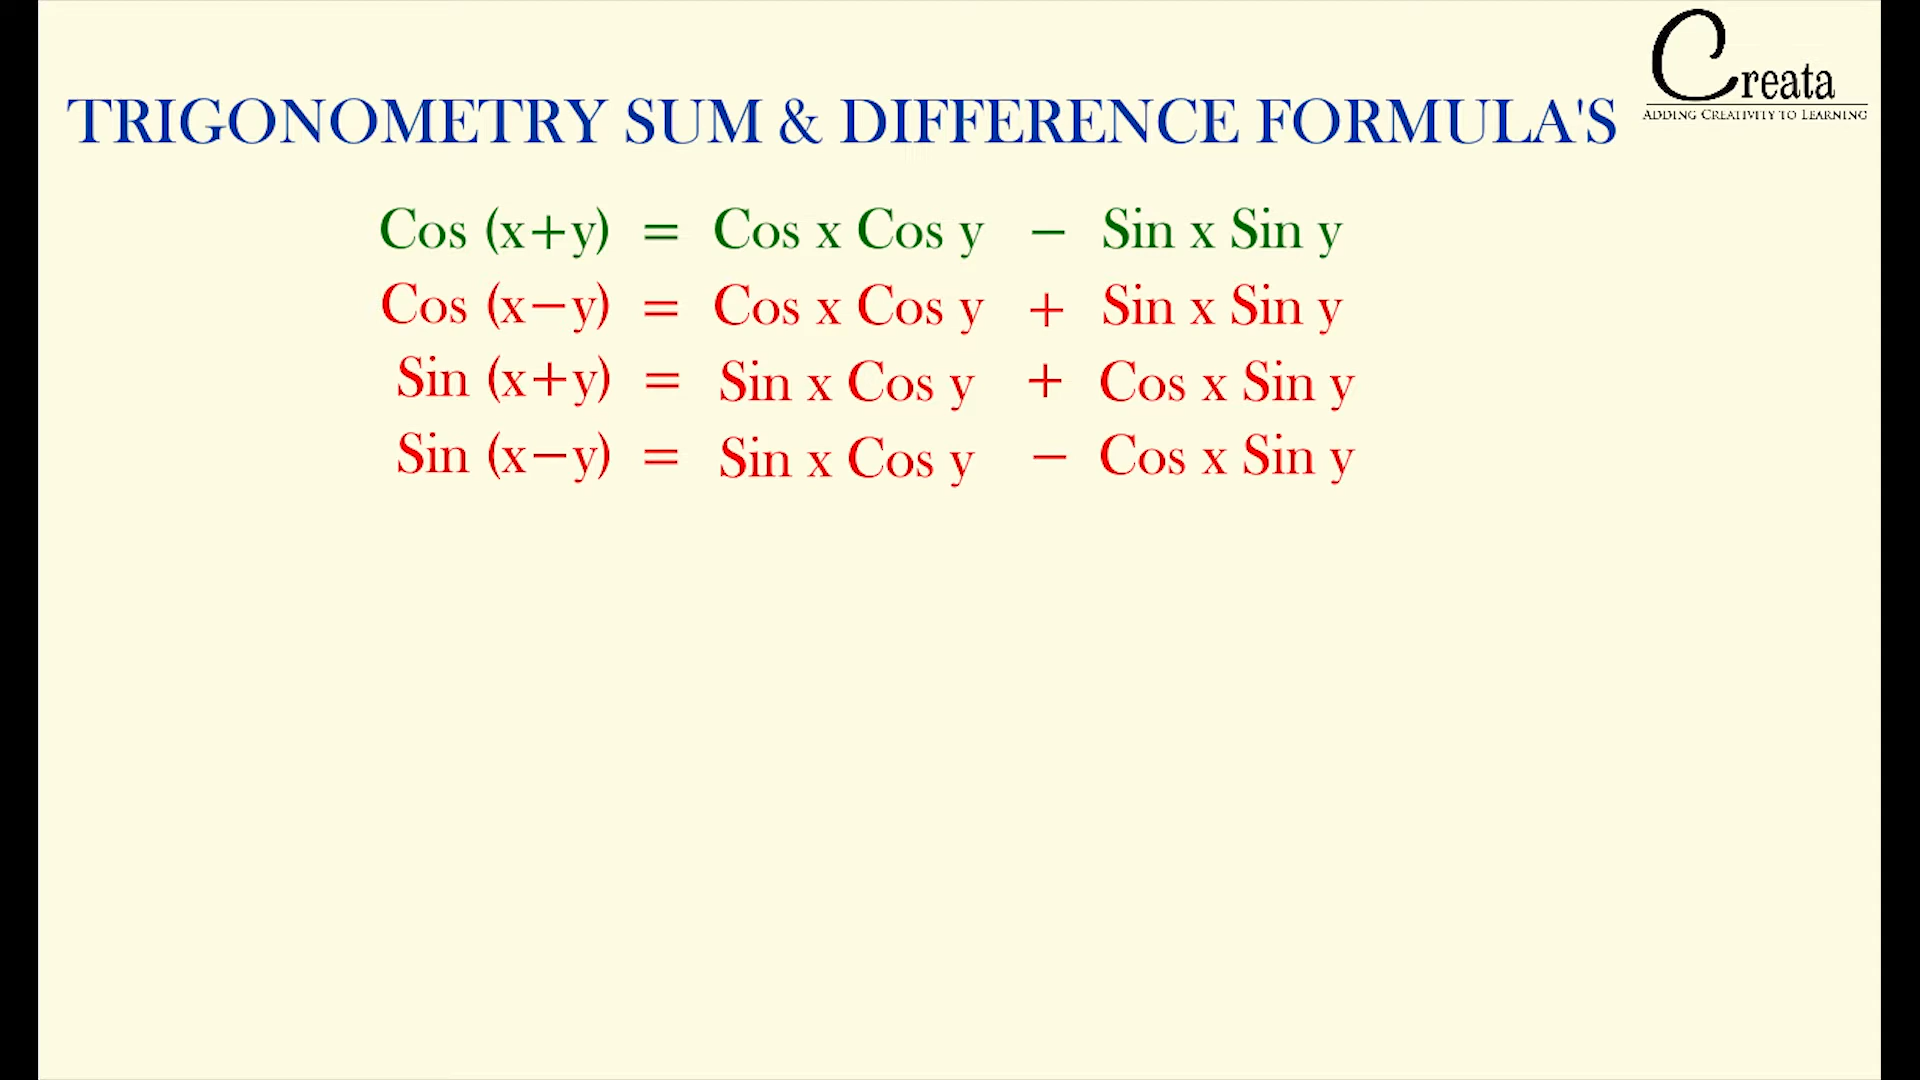 Creata
ADDING CREATIVITY TO LEARNING
TRIGONOMETRY SUM & DIFFERENCE FORMULA'S
Cos (x+y) = Cos x Cos y − Sin x Sin y
Cos (x−y) = Cos x Cos y + Sin x Sin y
Sin (x+y) = Sin x Cos y + Cos x Sin y
Sin (x−y) = Sin x Cos y − Cos x Sin y